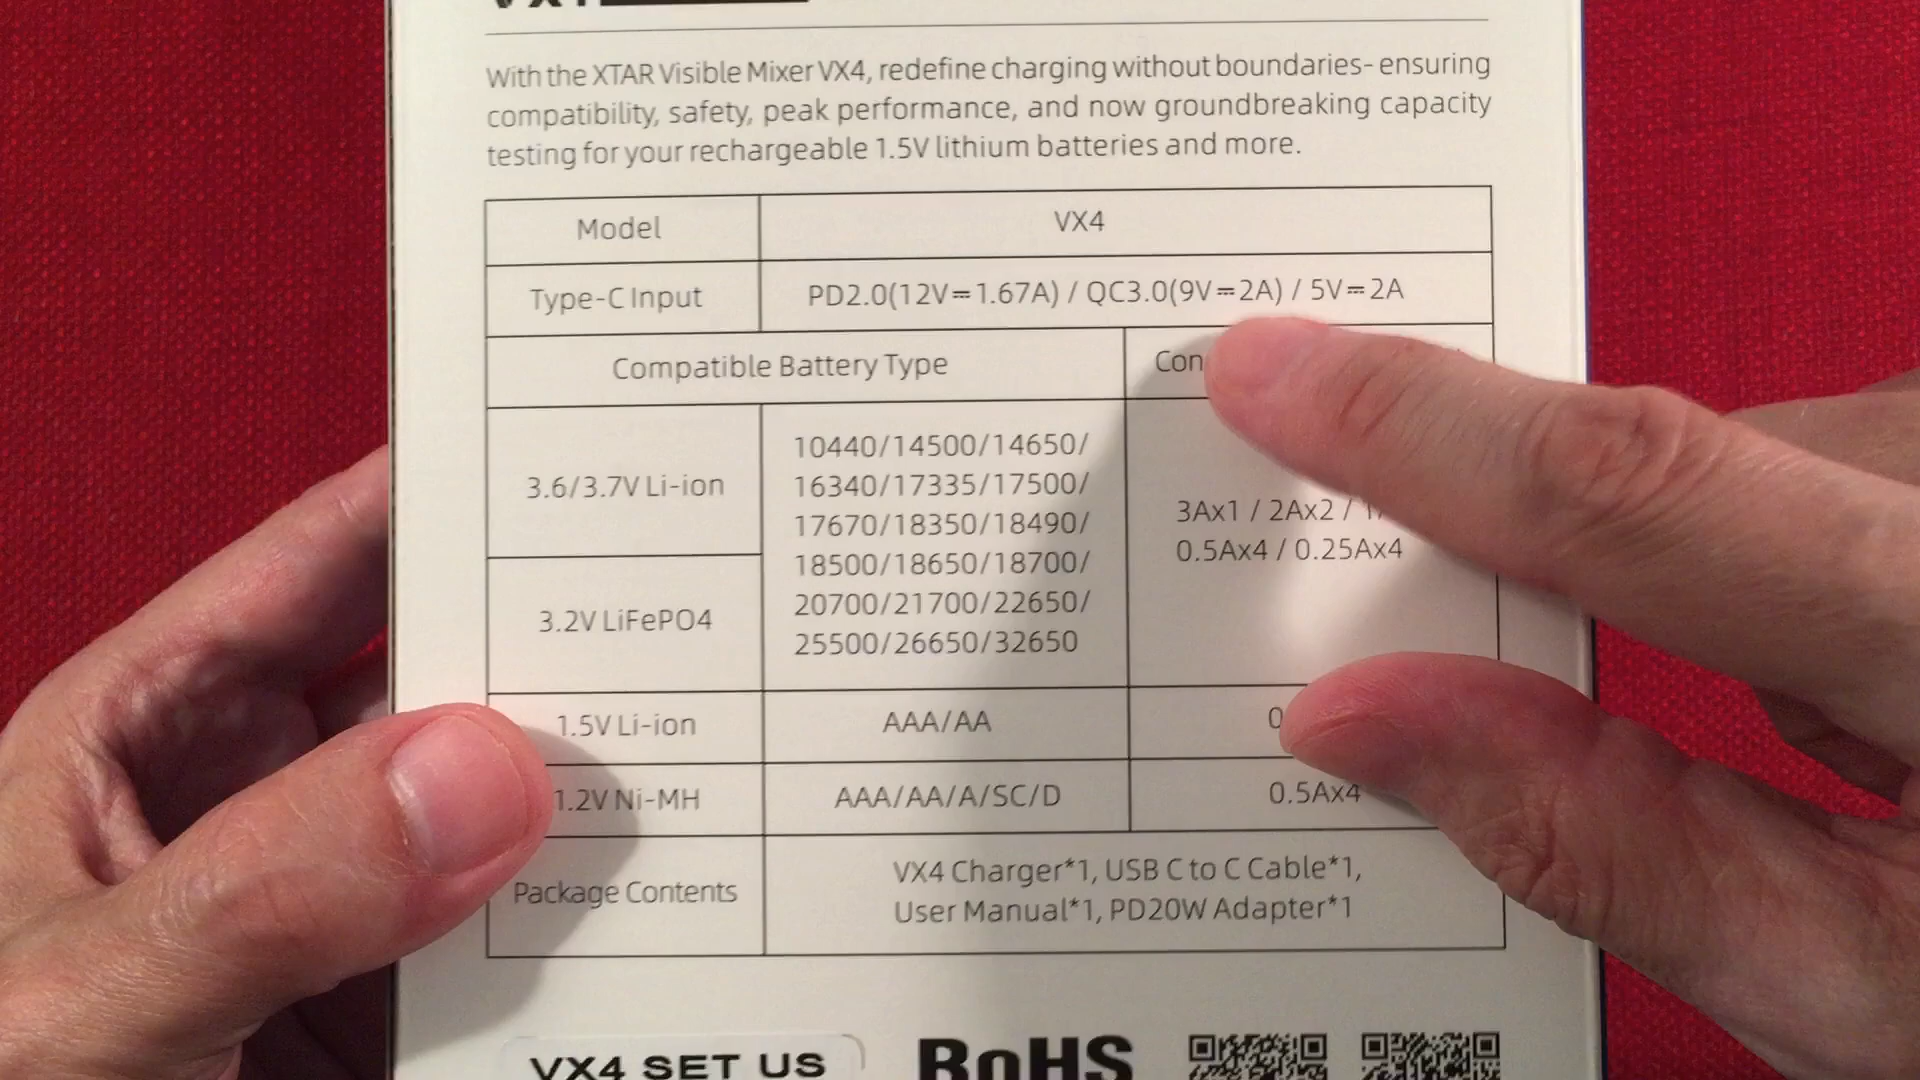 With the XTAR Visible Mixer VX4, redefine charging without boundaries- ensuring
compatibility, safety, peak performance, and now groundbreaking capacity
testing for your rechargeable 1.5V lithium batteries and more.
Model VX4
Type-C Input PD2.0(12V⎓1.67A) / QC3.0(9V⎓2A) / 5V⎓2A
Compatible Battery Type
3.6/3.7V Li-ion
3.2V LiFePO4
10440/14500/14650/
16340/17335/17500/
17670/18350/18490/
18500/18650/18700/
20700/21700/22650/
25500/26650/32650
3Ax1 / 2Ax2 /
0.5Ax4 / 0.25Ax4
1.5V Li-ion AAA/AA
1.2V Ni-MH AAA/AA/A/SC/D 0.5Ax4
Package Contents
VX4 Charger*1, USB C to C Cable*1,
User Manual*1, PD20W Adapter*1
VX4 SET US
RoHS